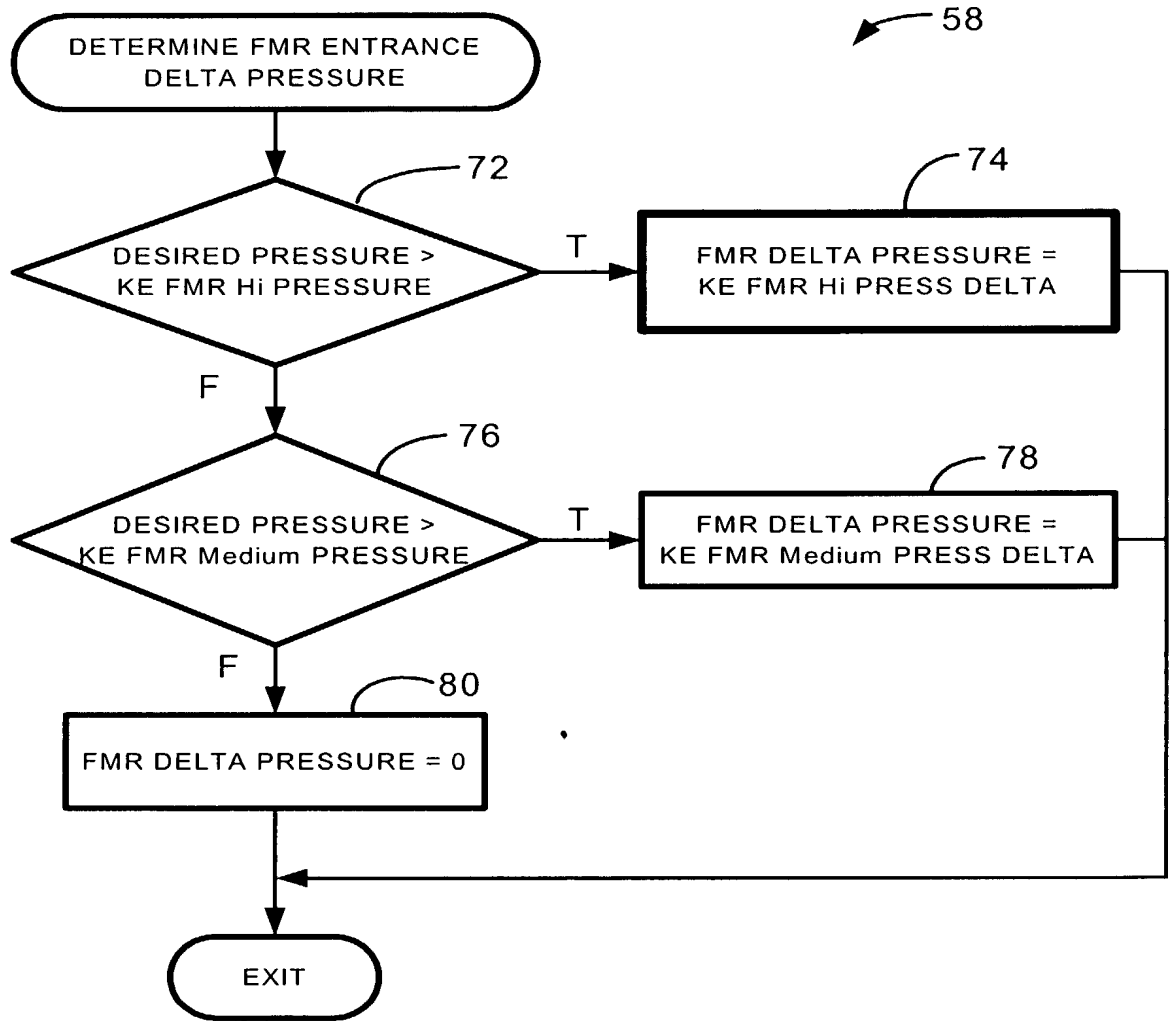 58
DETERMINE FMR ENTRANCE
DELTA PRESSURE
72
DESIRED PRESSURE >
KE FMR Hi PRESSURE
T
74
FMR DELTA PRESSURE =
KE FMR Hi PRESS DELTA
F
76
DESIRED PRESSURE >
KE FMR Medium PRESSURE
T
78
FMR DELTA PRESSURE =
KE FMR Medium PRESS DELTA
F
80
FMR DELTA PRESSURE = 0
EXIT